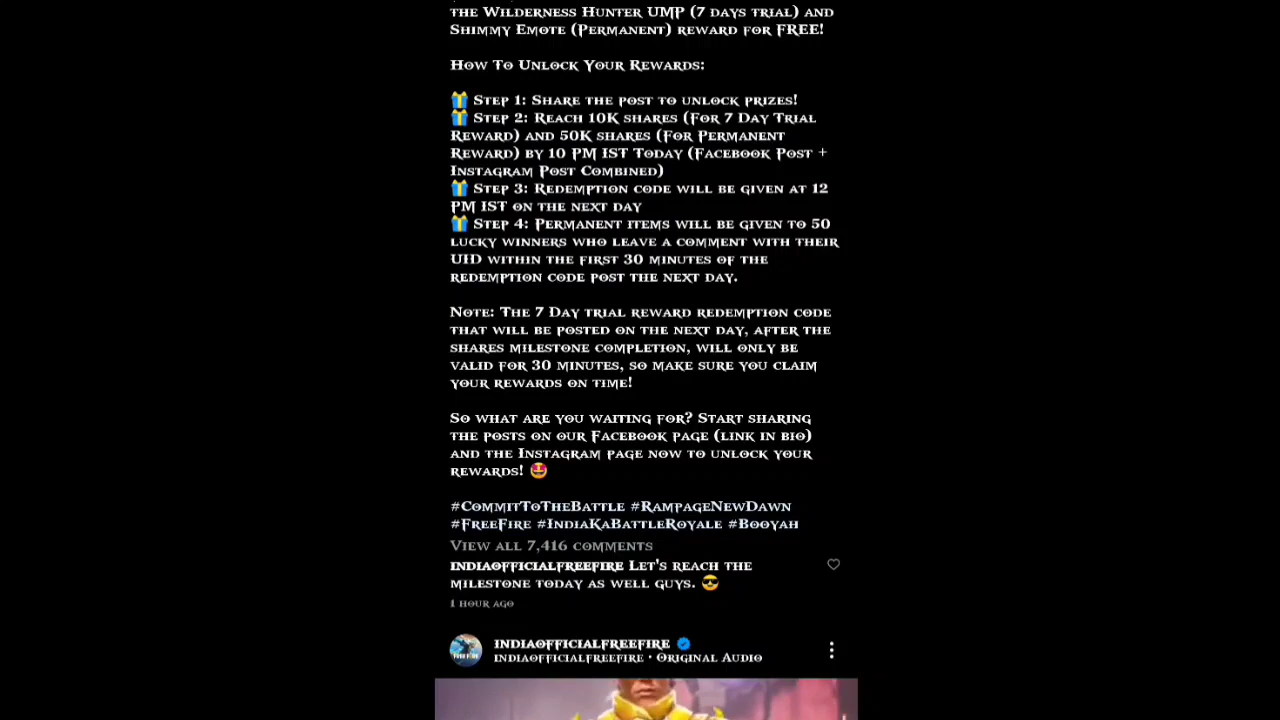 the Wilderness Hunter UMP (7 days trial) and
Shimmy Emote (Permanent) reward for FREE!
How To Unlock Your Rewards:
🎁 Step 1: Share the post to unlock prizes!
🎁 Step 2: Reach 10K shares (For 7 Day Trial
Reward) and 50K shares (For Permanent
Reward) by 10 PM IST Today (Facebook Post +
Instagram Post Combined)
🎁 Step 3: Redemption code will be given at 12
PM IST on the next day
🎁 Step 4: Permanent items will be given to 50
lucky winners who leave a comment with their
UID within the first 30 minutes of the
redemption code post the next day.
Note: The 7 Day trial reward redemption code
that will be posted on the next day, after the
shares milestone completion, will only be
valid for 30 minutes, so make sure you claim
your rewards on time!
So what are you waiting for? Start sharing
the posts on our Facebook page (link in bio)
and the Instagram page now to unlock your
rewards! 🤩
#CommitToTheBattle #RampageNewDawn
#FreeFire #IndiaKaBattleRoyale #Booyah
View all 7,416 comments
indiaofficialfreefire Let's reach the
milestone today as well guys. 😎
1 hour ago
indiaofficialfreefire
indiaofficialfreefire • Original Audio